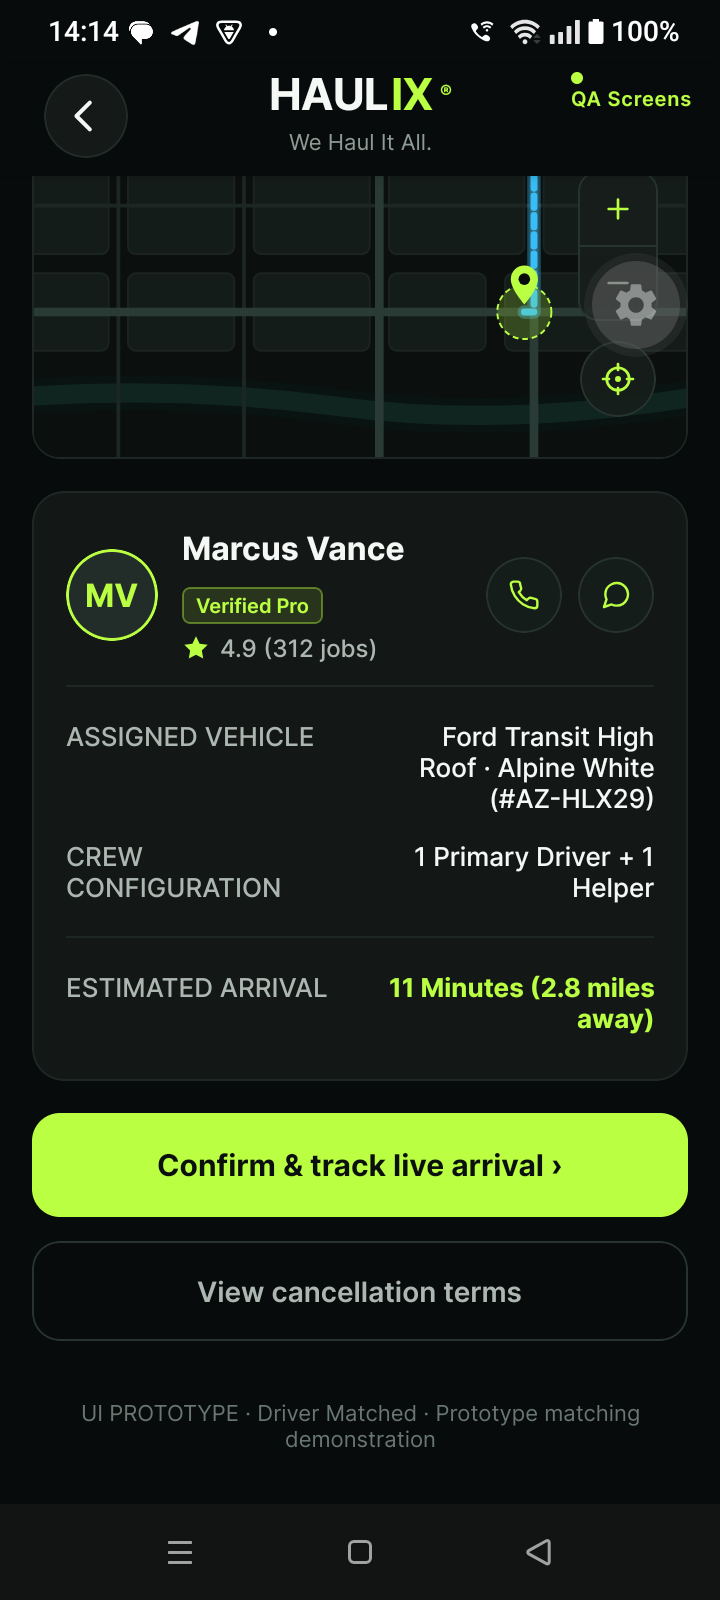 14:14
100%
HAULIX ®
We Haul It All.
QA Screens
MV
Marcus Vance
Verified Pro
4.9 (312 jobs)
ASSIGNED VEHICLE
Ford Transit High
Roof · Alpine White
(#AZ-HLX29)
CREW
CONFIGURATION
1 Primary Driver + 1
Helper
ESTIMATED ARRIVAL
11 Minutes (2.8 miles
away)
Confirm & track live arrival ›
View cancellation terms
UI PROTOTYPE · Driver Matched · Prototype matching
demonstration